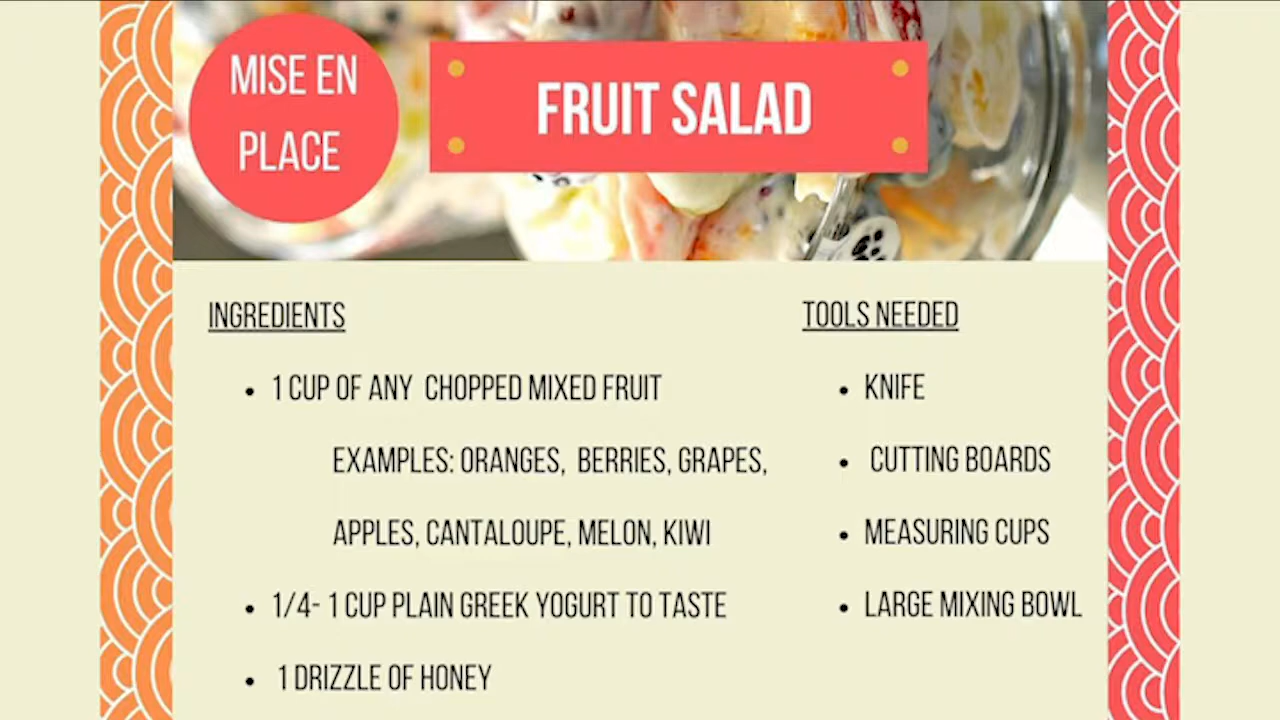 MISE EN
PLACE
FRUIT SALAD
INGREDIENTS
• 1 CUP OF ANY CHOPPED MIXED FRUIT
EXAMPLES: ORANGES, BERRIES, GRAPES,
APPLES, CANTALOUPE, MELON, KIWI
• 1/4- 1 CUP PLAIN GREEK YOGURT TO TASTE
• 1 DRIZZLE OF HONEY
TOOLS NEEDED
• KNIFE
• CUTTING BOARDS
• MEASURING CUPS
• LARGE MIXING BOWL